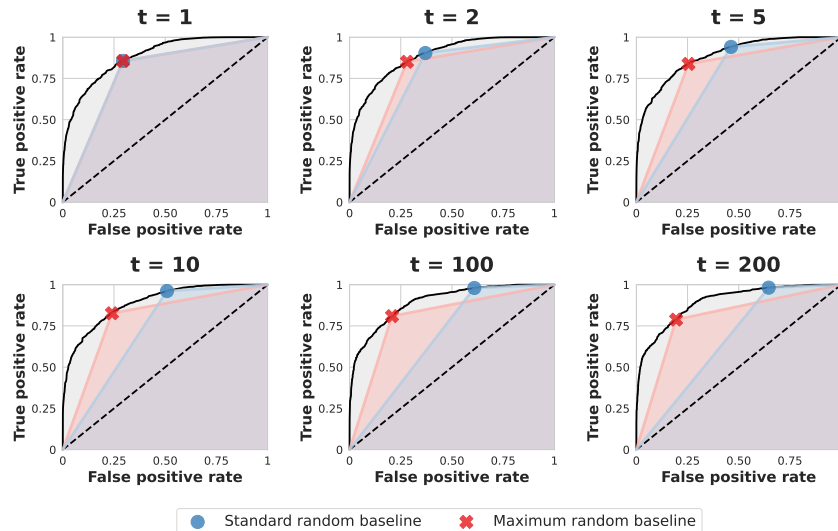 t = 1
t = 2
t = 5
True positive rate
1
0.75
0.50
0.25
0
0 0.25 0.50 0.75 1
False positive rate
True positive rate
1
0.75
0.50
0.25
0
0 0.25 0.50 0.75 1
False positive rate
True positive rate
1
0.75
0.50
0.25
0
0 0.25 0.50 0.75
False positive rate
t = 10
t = 100
t = 200
True positive rate
1
0.75
0.50
0.25
0
0 0.25 0.50 0.75 1
False positive rate
True positive rate
1
0.75
0.50
0.25
0
0 0.25 0.50 0.75 1
False positive rate
True positive rate
1
0.75
0.50
0.25
0
0 0.25 0.50 0.75
False positive rate
Standard random baseline
Maximum random baseline